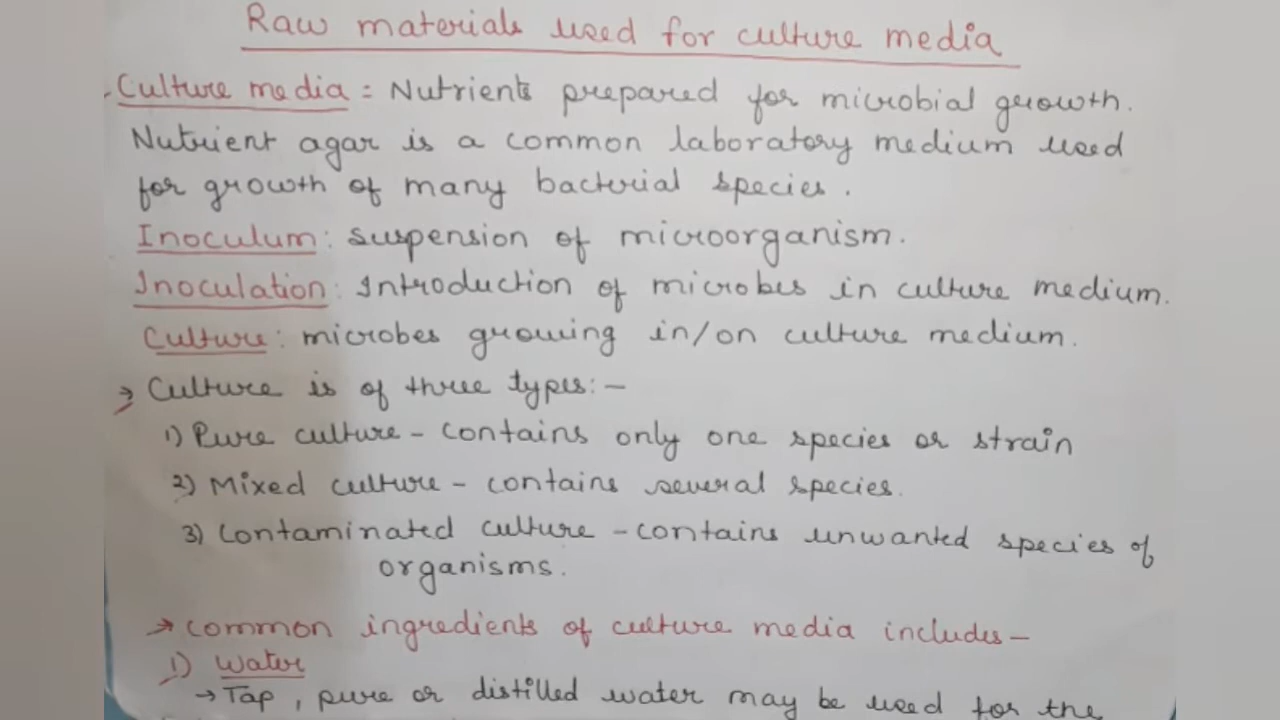 Raw materials used for culture media
Culture media = Nutrients prepared for microbial growth.
Nutrient agar is a common laboratory medium used
for growth of many bacterial species.
Inoculum: suspension of microorganism.
Inoculation: Introduction of microbes in culture medium.
Culture: microbes growing in/on culture medium.
→ Culture is of three types:-
1) Pure culture - contains only one species or strain
2) Mixed culture - contains several species.
3) Contaminated culture - contains unwanted species of
organisms.
→ common ingredients of culture media includes-
1) Water
→ Tap, pure or distilled water may be used for the